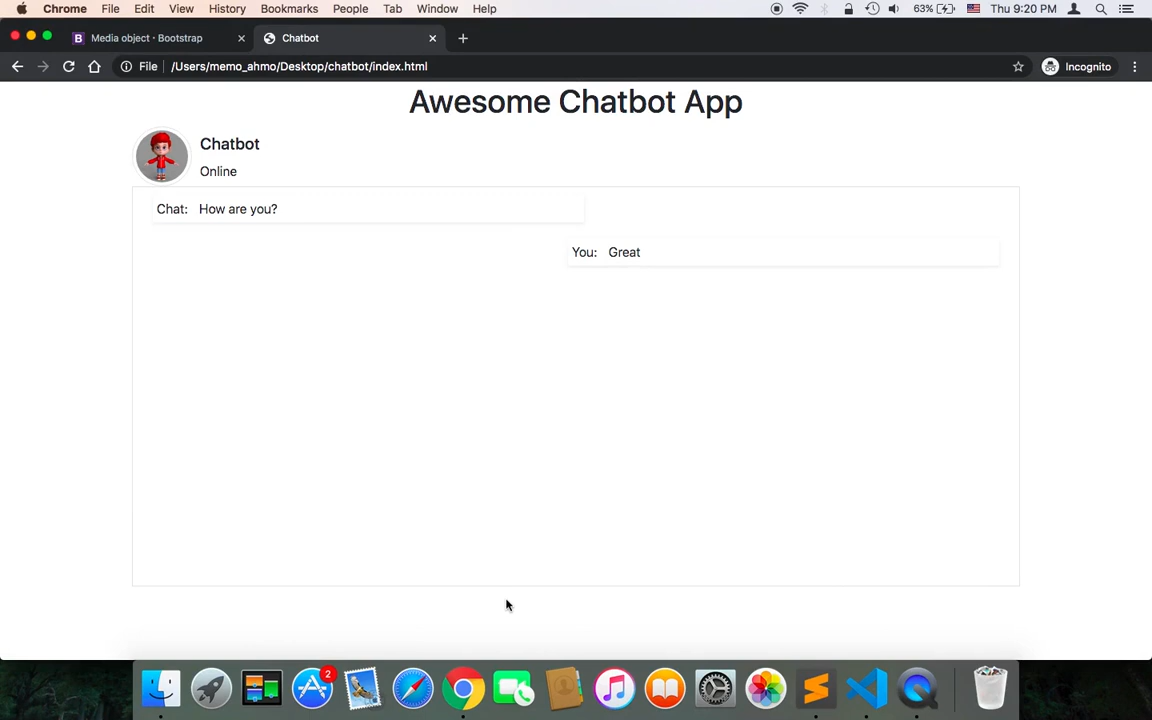 Chrome File Edit View History Bookmarks People Tab Window Help 63% Thu 9:20 PM
B Media object · Bootstrap Chatbot
File /Users/memo_ahmo/Desktop/chatbot/index.html Incognito
Awesome Chatbot App
Chatbot
Online
Chat: How are you?
You: Great
2